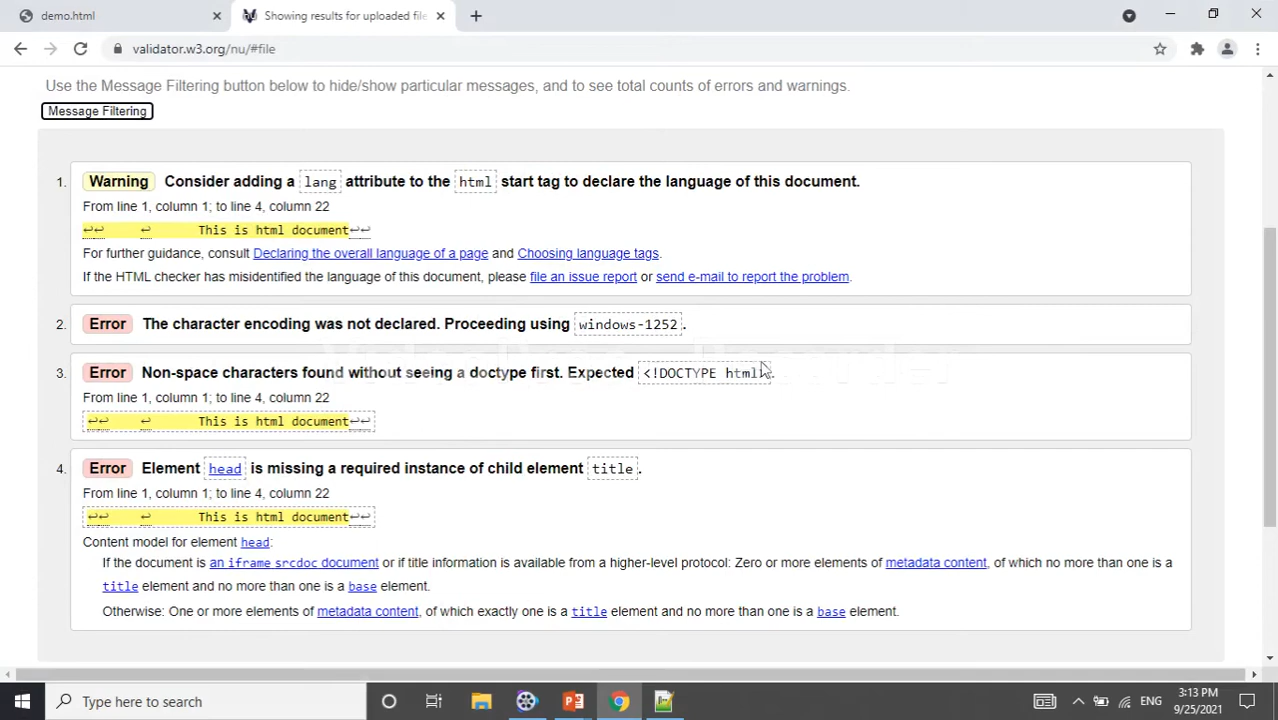 demo.html
Showing results for uploaded file
validator.w3.org/nu/#file
Use the Message Filtering button below to hide/show particular messages, and to see total counts of errors and warnings.
Message Filtering
1. Warning Consider adding a lang attribute to the html start tag to declare the language of this document.
From line 1, column 1; to line 4, column 22
↩↩ ↩ This is html document↩↩
For further guidance, consult Declaring the overall language of a page and Choosing language tags.
If the HTML checker has misidentified the language of this document, please file an issue report or send e-mail to report the problem.
2. Error The character encoding was not declared. Proceeding using windows-1252.
3. Error Non-space characters found without seeing a doctype first. Expected <!DOCTYPE html>.
From line 1, column 1; to line 4, column 22
↩↩ ↩ This is html document↩↩
4. Error Element head is missing a required instance of child element title.
From line 1, column 1; to line 4, column 22
↩↩ ↩ This is html document↩↩
Content model for element head:
If the document is an iframe srcdoc document or if title information is available from a higher-level protocol: Zero or more elements of metadata content, of which no more than one is a
title element and no more than one is a base element.
Otherwise: One or more elements of metadata content, of which exactly one is a title element and no more than one is a base element.
Type here to search
ENG
3:13 PM
9/25/2021